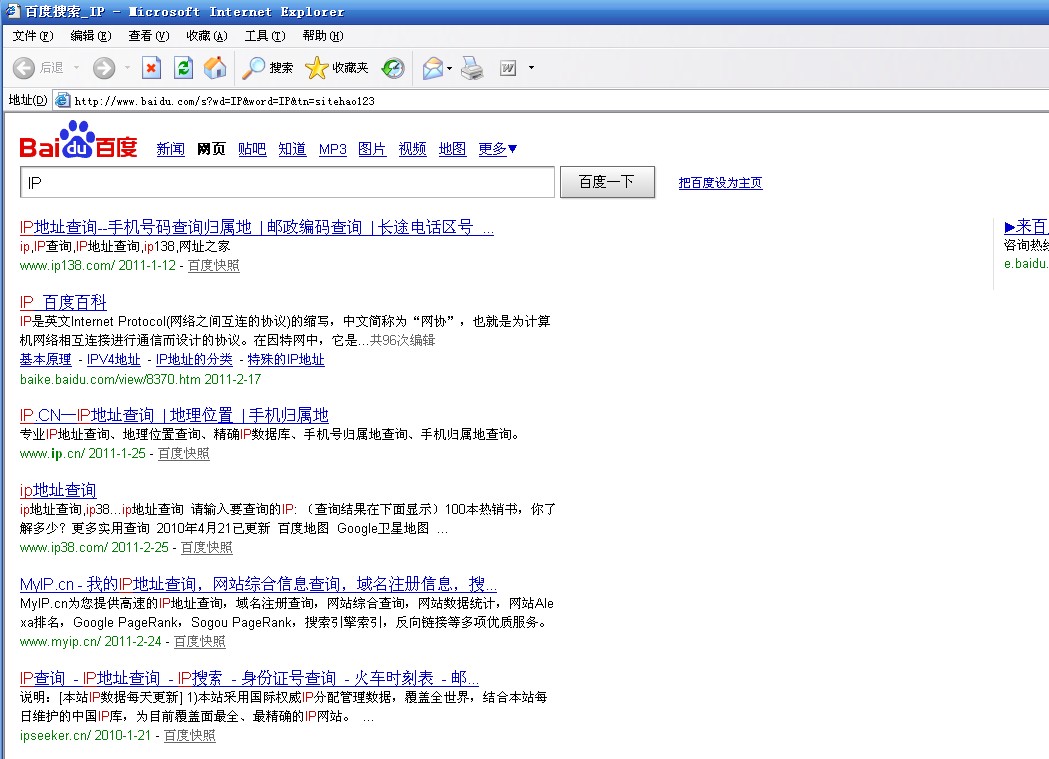 百度搜索_IP - Microsoft Internet Explorer
文件(F) 编辑(E) 查看(V) 收藏(A) 工具(T) 帮助(H)
后退 搜索 收藏夹
地址(D) http://www.baidu.com/s?wd=IP&word=IP&tn=sitehao123
Bai du 百度 新闻 网页 贴吧 知道 MP3 图片 视频 地图 更多▼
IP 百度一下 把百度设为主页
IP地址查询--手机号码查询归属地 | 邮政编码查询 | 长途电话区号 ...
ip,IP查询,IP地址查询,ip138,网址之家
www.ip138.com/ 2011-1-12 - 百度快照
IP_百度百科
IP是英文Internet Protocol(网络之间互连的协议)的缩写，中文简称为“网协”，也就是为计算
机网络相互连接进行通信而设计的协议。在因特网中，它是...共96次编辑
基本原理 - IPV4地址 - IP地址的分类 - 特殊的IP地址
baike.baidu.com/view/8370.htm 2011-2-17
IP.CN—IP地址查询 | 地理位置 | 手机归属地
专业IP地址查询、地理位置查询、精确IP数据库、手机号归属地查询、手机归属地查询。
www.ip.cn/ 2011-1-25 - 百度快照
ip地址查询
ip地址查询,ip38...ip地址查询 请输入要查询的IP: （查询结果在下面显示）100本热销书，你了
解多少？更多实用查询 2010年4月21已更新 百度地图 Google卫星地图 ...
www.ip38.com/ 2011-2-25 - 百度快照
MyIP.cn - 我的IP地址查询，网站综合信息查询，域名注册信息，搜...
MyIP.cn为您提供高速的IP地址查询，域名注册查询，网站综合查询，网站数据统计，网站Ale
xa排名，Google PageRank，Sogou PageRank，搜索引擎索引，反向链接等多项优质服务。
www.myip.cn/ 2011-2-24 - 百度快照
IP查询 - IP地址查询 - IP搜索 - 身份证号查询 - 火车时刻表 - 邮...
说明：[本站IP数据每天更新] 1)本站采用国际权威IP分配管理数据，覆盖全世界，结合本站每
日维护的中国IP库，为目前覆盖面最全、最精确的IP网站。 ...
ipseeker.cn/ 2010-1-21 - 百度快照
▶来百
咨询热线
e.baidu.